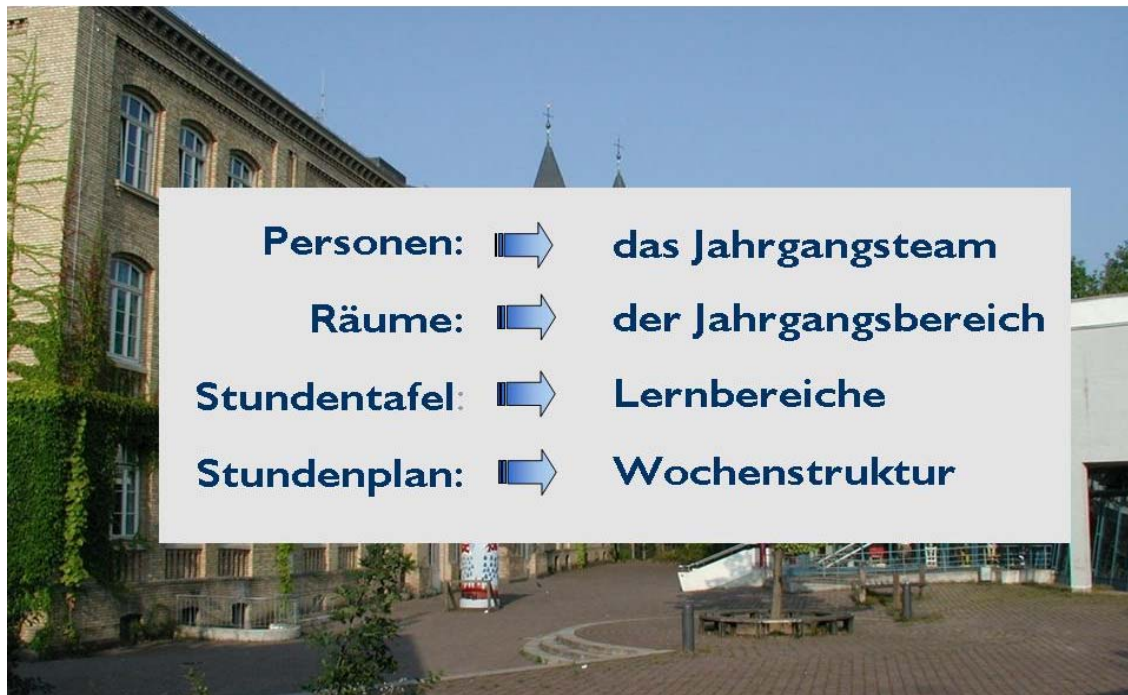 Personen: das Jahrgangsteam
Räume: der Jahrgangsbereich
Stundentafel: Lernbereiche
Stundenplan: Wochenstruktur